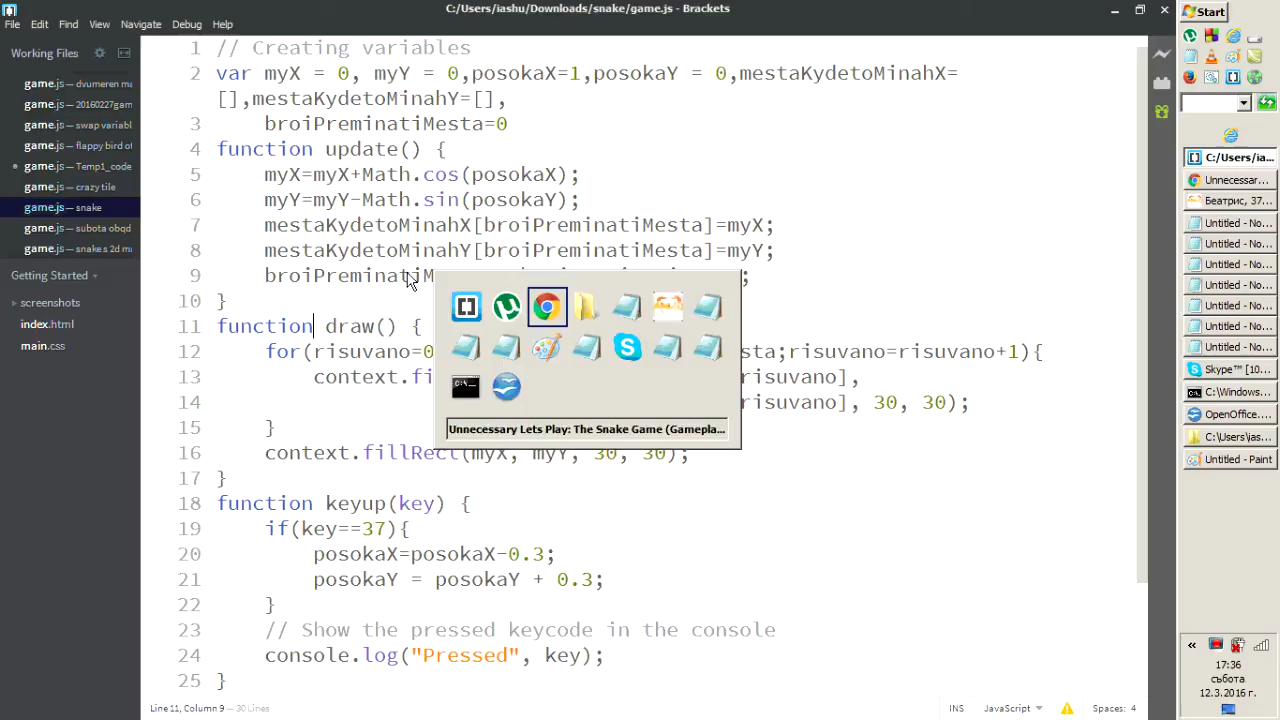 C:/Users/iashu/Downloads/snake/game.js - Brackets
File Edit Find View Navigate Debug Help
Working Files
game.js — dvumeren ma
game.js — 20160227gam
game.js — swap variabl
game.js — flappy bird of
game.js — Temp1_code
game.js — crazy tile
game.js — snake
game.js — subota obqd
game.js — snake s 2d m
Getting Started
screenshots
index.html
main.css
1 // Creating variables
2 var myX = 0, myY = 0,posokaX=1,posokaY = 0,mestaKydetoMinahX=
[],mestaKydetoMinahY=[],
3 broiPreminatiMesta=0
4 function update() {
5 myX=myX+Math.cos(posokaX);
6 myY=myY-Math.sin(posokaY);
7 mestaKydetoMinahX[broiPreminatiMesta]=myX;
8 mestaKydetoMinahY[broiPreminatiMesta]=myY;
9 broiPreminatiM ;
10 }
11 function draw() {
12 for(risuvano=0 sta;risuvano=risuvano+1){
13 context.fi risuvano],
14 risuvano], 30, 30);
15 }
16 context.fillRect(myX, myY, 30, 30);
17 }
18 function keyup(key) {
19 if(key==37){
20 posokaX=posokaX-0.3;
21 posokaY = posokaY + 0.3;
22 }
23 // Show the pressed keycode in the console
24 console.log("Pressed", key);
25 }
Unnecessary Lets Play: The Snake Game (Gamepla...
Line 11, Column 9 — 30 Lines
INS JavaScript Spaces: 4
Start
C:/Users/ia...
Unnecessar...
Беатрис, 37...
Untitled - No...
Untitled - No...
Untitled - No...
Untitled - No...
Untitled - No...
Untitled - No...
Untitled - No...
Skype™ [10...
C:\Windows...
OpenOffice....
C:\Users\ias...
Untitled - Paint
17:36
събота
12.3.2016 г.